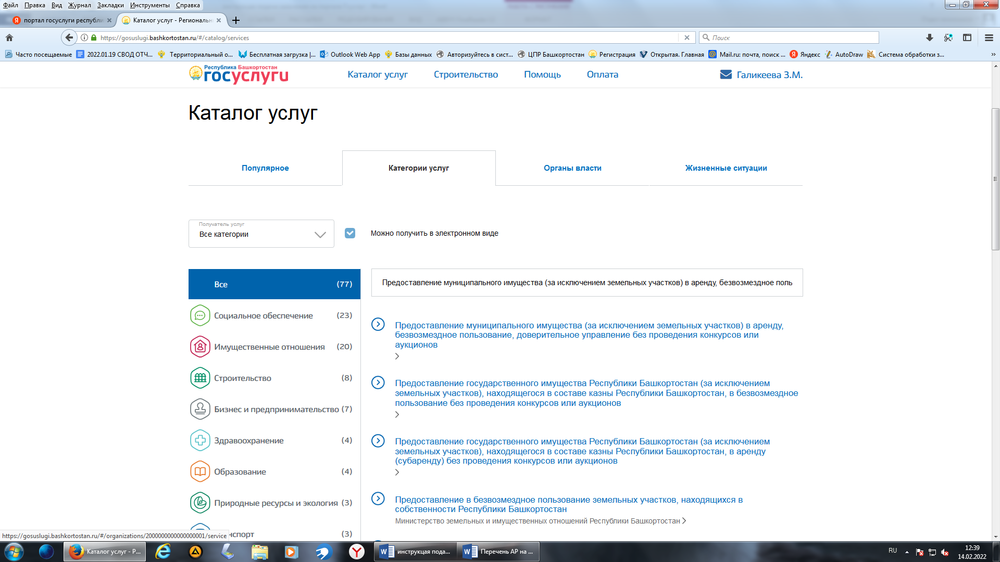 Файл Правка Вид Журнал Закладки Инструменты Справка
портал госуслуги республи
Каталог услуг - Региональн
https://gosuslugi.bashkortostan.ru/#/catalog/services
Поиск
Часто посещаемые 2022.01.19 СВОД ОТЧ... Территориальный о... Бесплатная загрузка |... Outlook Web App Базы данных Авторизуйтесь в сист... ЦПР Башкортостан Регистрация Открытая. Главная Mail.ru: почта, поиск ... Яндекс AutoDraw Система обработки з...
Республика Башкортостан
госуслуги
Каталог услуг Строительство Помощь Оплата Галикеева З.М.
Каталог услуг
Популярное Категории услуг Органы власти Жизненные ситуации
Получатель услуг
Все категории
Можно получить в электронном виде
Все (77)
Социальное обеспечение (23)
Имущественные отношения (20)
Строительство (8)
Бизнес и предпринимательство (7)
Здравоохранение (4)
Образование (4)
Природные ресурсы и экология (3)
нспорт (3)
Предоставление муниципального имущества (за исключением земельных участков) в аренду, безвозмездное поль
Предоставление муниципального имущества (за исключением земельных участков) в аренду,
безвозмездное пользование, доверительное управление без проведения конкурсов или
аукционов
Предоставление государственного имущества Республики Башкортостан (за исключением
земельных участков), находящегося в составе казны Республики Башкортостан, в безвозмездное
пользование без проведения конкурсов или аукционов
Предоставление государственного имущества Республики Башкортостан (за исключением
земельных участков), находящегося в составе казны Республики Башкортостан, в аренду
(субаренду) без проведения конкурсов или аукционов
Предоставление в безвозмездное пользование земельных участков, находящихся в
собственности Республики Башкортостан
Министерство земельных и имущественных отношений Республики Башкортостан
https://gosuslugi.bashkortostan.ru/#/organizations/2000000000000000001/service
Каталог услуг - Р...
инструкция пода...
Перечень АР на ...
RU
12:39
14.02.2022